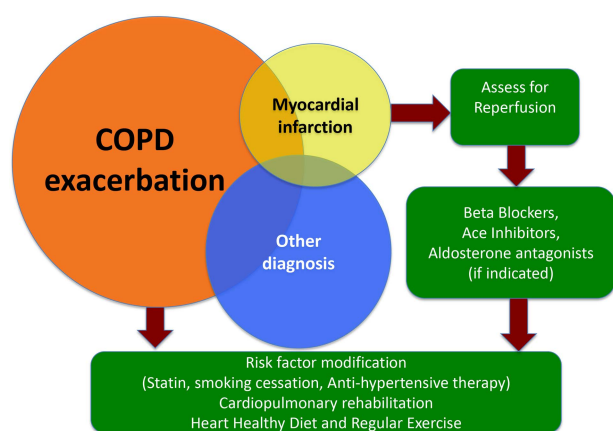 COPD
exacerbation
Myocardial
infarction
Other
diagnosis
Assess for
Reperfusion
Beta Blockers,
Ace Inhibitors,
Aldosterone antagonists
(if indicated)
Risk factor modification
(Statin, smoking cessation, Anti-hypertensive therapy)
Cardiopulmonary rehabilitation
Heart Healthy Diet and Regular Exercise